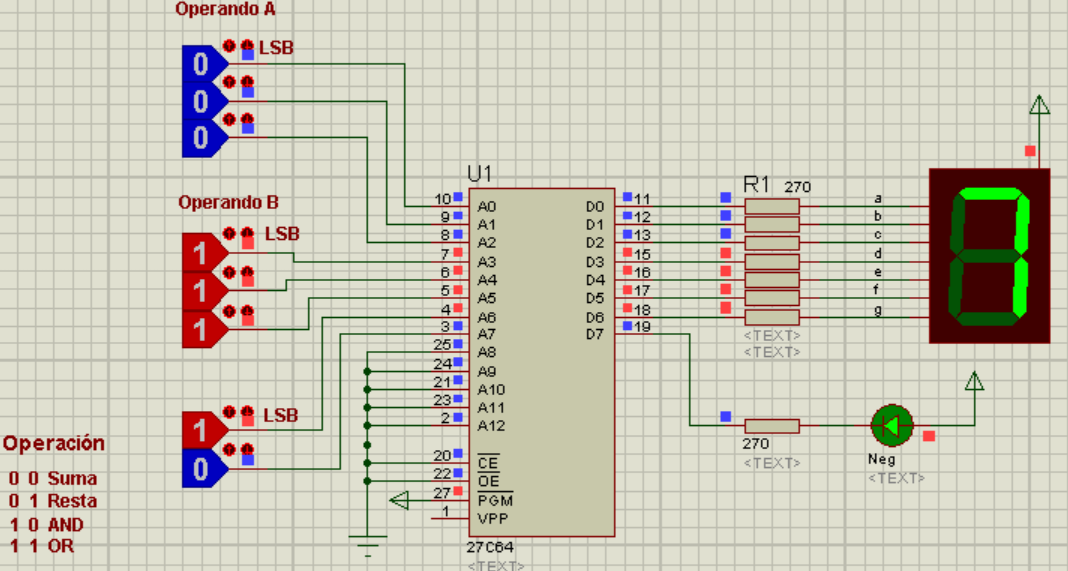 Operando A
LSB
0
0
0
Operando B
LSB
1
1
1
LSB
1
0
Operación
0 0 Suma
0 1 Resta
1 0 AND
1 1 OR
U1
10 A0
9 A1
8 A2
7 A3
6 A4
5 A5
4 A6
3 A7
25 A8
24 A9
21 A10
23 A11
2 A12
20 CE
22 OE
27 PGM
1 VPP
D0 11
D1 12
D2 13
D3 15
D4 16
D5 17
D6 18
D7 19
27C64
<TEXT>
R1 270
a
b
c
d
e
f
g
<TEXT>
<TEXT>
270
<TEXT>
Neg
<TEXT>